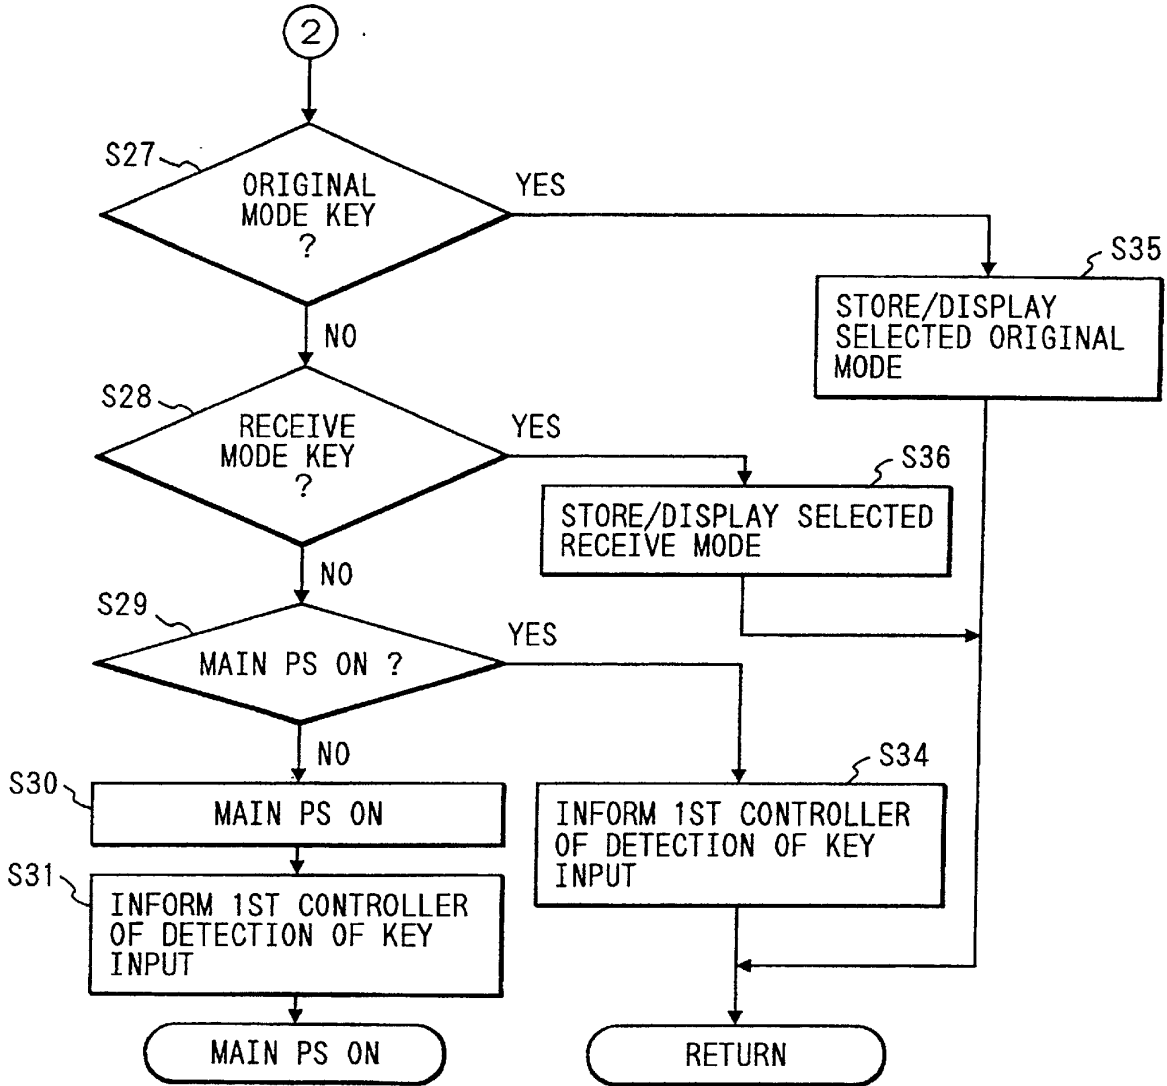 2
S27
ORIGINAL
MODE KEY
?
YES
S35
STORE/DISPLAY
SELECTED ORIGINAL
MODE
NO
S28
RECEIVE
MODE KEY
?
YES
S36
STORE/DISPLAY SELECTED
RECEIVE MODE
NO
S29
MAIN PS ON ?
YES
NO
S30
MAIN PS ON
S34
INFORM 1ST CONTROLLER
OF DETECTION OF KEY
INPUT
S31
INFORM 1ST CONTROLLER
OF DETECTION OF KEY
INPUT
MAIN PS ON
RETURN